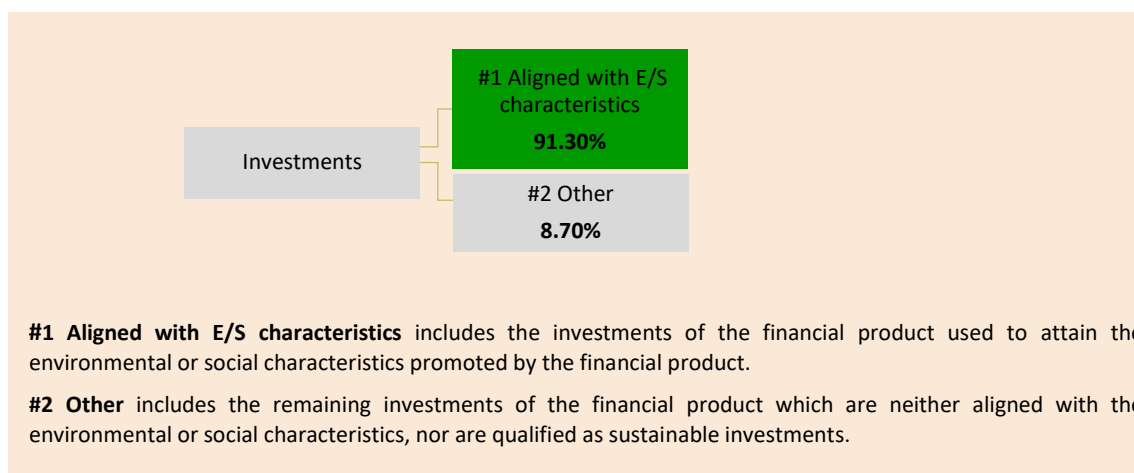 #1 Aligned with E/S
characteristics
91.30%
Investments
#2 Other
8.70%
#1 Aligned with E/S characteristics includes the investments of the financial product used to attain the
environmental or social characteristics promoted by the financial product.
#2 Other includes the remaining investments of the financial product which are neither aligned with the
environmental or social characteristics, nor are qualified as sustainable investments.